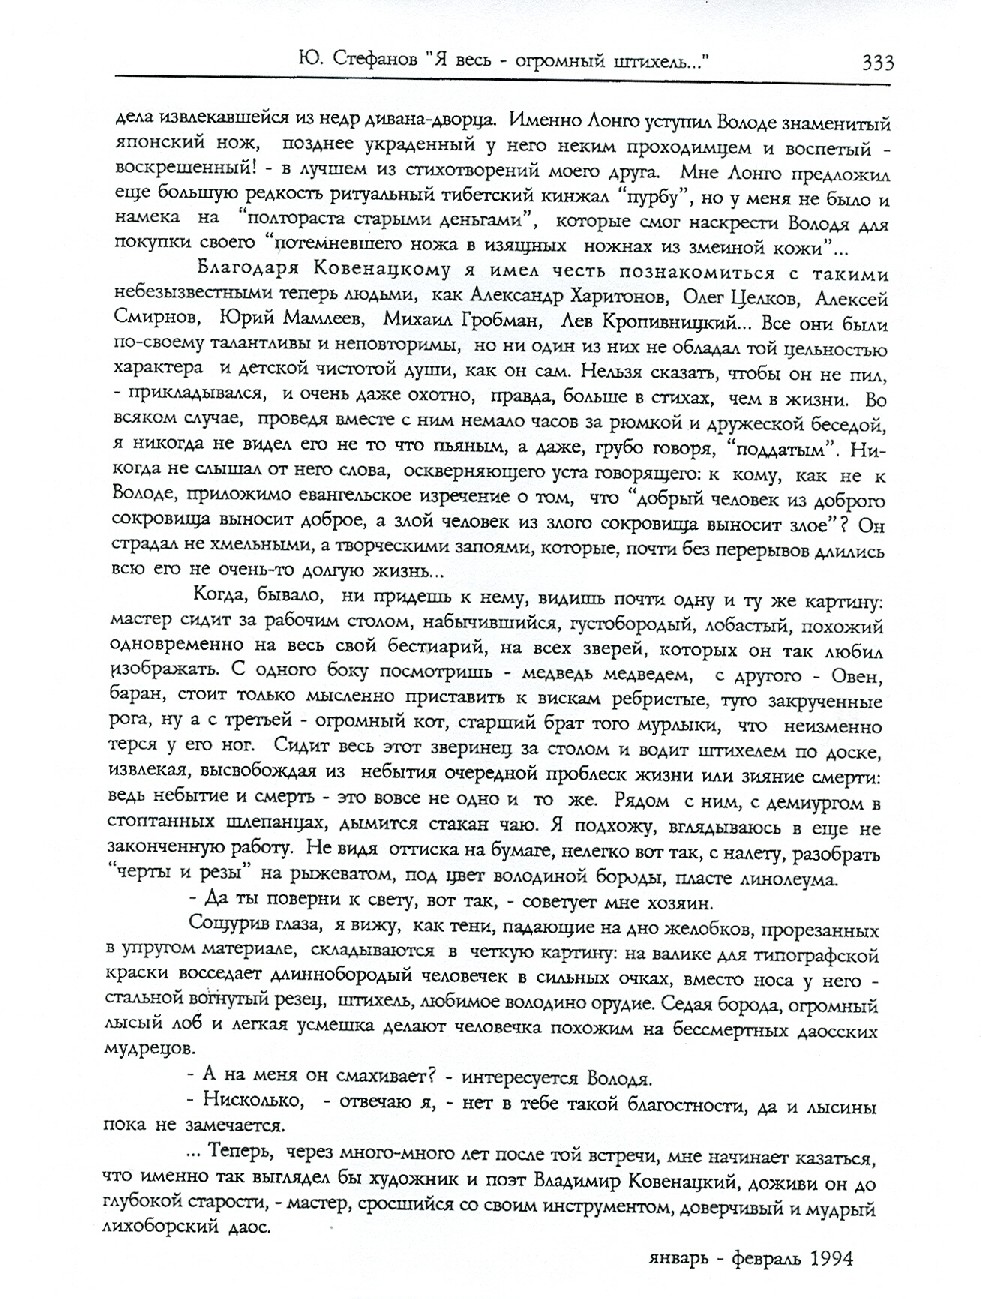 Ю. Стефанов "Я весь - огромный штихель..." 333
дела извлекавшейся из недр дивана-дворца. Именно Лонго уступил Володе знаменитый
японский нож, позднее украденный у него неким проходимцем и воспетый -
воскрешенный! - в лучшем из стихотворений моего друга. Мне Лонго предложил
еще большую редкость ритуальный тибетский кинжал “пурбу”, но у меня не было и
намека на “полтораста старыми деньгами”, которые смог наскрести Володя для
покупки своего “потемневшего ножа в изящных ножнах из змеиной кожи”...
Благодаря Ковенацкому я имел честь познакомиться с такими
небезызвестными теперь людьми, как Александр Харитонов, Олег Целков, Алексей
Смирнов, Юрий Мамлеев, Михаил Гробман, Лев Кропивницкий... Все они были
по-своему талантливы и неповторимы, но ни один из них не обладал той цельностью
характера и детской чистотой души, как он сам. Нельзя сказать, чтобы он не пил,
- прикладывался, и очень даже охотно, правда, больше в стихах, чем в жизни. Во
всяком случае, проведя вместе с ним немало часов за рюмкой и дружеской беседой,
я никогда не видел его не то что пьяным, а даже, грубо говоря, “поддатым”. Ни-
когда не слышал от него слова, оскверняющего уста говорящего: к кому, как не к
Володе, приложимо евангельское изречение о том, что “добрый человек из доброго
сокровища выносит доброе, а злой человек из злого сокровища выносит злое”? Он
страдал не хмельными, а творческими запоями, которые, почти без перерывов длились
всю его не очень-то долгую жизнь...
Когда, бывало, ни придешь к нему, видишь почти одну и ту же картину:
мастер сидит за рабочим столом, набычившийся, густобородый, лобастый, похожий
одновременно на весь свой бестиарий, на всех зверей, которых он так любил
изображать. С одного боку посмотришь - медведь медведем, с другого - Овен,
баран, стоит только мысленно приставить к вискам ребристые, туго закрученные
рога, ну а с третьей - огромный кот, старший брат того мурлыки, что неизменно
терся у его ног. Сидит весь этот зверинец за столом и водит штихелем по доске,
извлекая, высвобождая из небытия очередной проблеск жизни или зияние смерти:
ведь небытие и смерть - это вовсе не одно и то же. Рядом с ним, с демиургом в
стоптанных шлепанцах, дымится стакан чаю. Я подхожу, вглядываюсь в еще не
законченную работу. Не видя оттиска на бумаге, нелегко вот так, с налету, разобрать
“черты и резы” на рыжеватом, под цвет володиной бороды, пласте линолеума.
- Да ты поверни к свету, вот так, - советует мне хозяин.
Сощурив глаза, я вижу, как тени, падающие на дно желобков, прорезанных
в упругом материале, складываются в четкую картину: на валике для типографской
краски восседает длиннобородый человечек в сильных очках, вместо носа у него -
стальной вогнутый резец, штихель, любимое володино орудие. Седая борода, огромный
лысый лоб и легкая усмешка делают человечка похожим на бессмертных даосских
мудрецов.
- А на меня он смахивает? - интересуется Володя.
- Нисколько, - отвечаю я, - нет в тебе такой благостности, да и лысины
пока не замечается.
... Теперь, через много-много лет после той встречи, мне начинает казаться,
что именно так выглядел бы художник и поэт Владимир Ковенацкий, доживи он до
глубокой старости, - мастер, сросшийся со своим инструментом, доверчивый и мудрый
лихоборский даос.
январь - февраль 1994